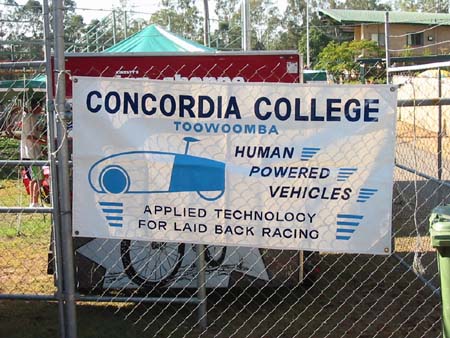 CONCORDIA COLLEGE
TOOWOOMBA
HUMAN
POWERED
VEHICLES
APPLIED TECHNOLOGY
FOR LAID BACK RACING